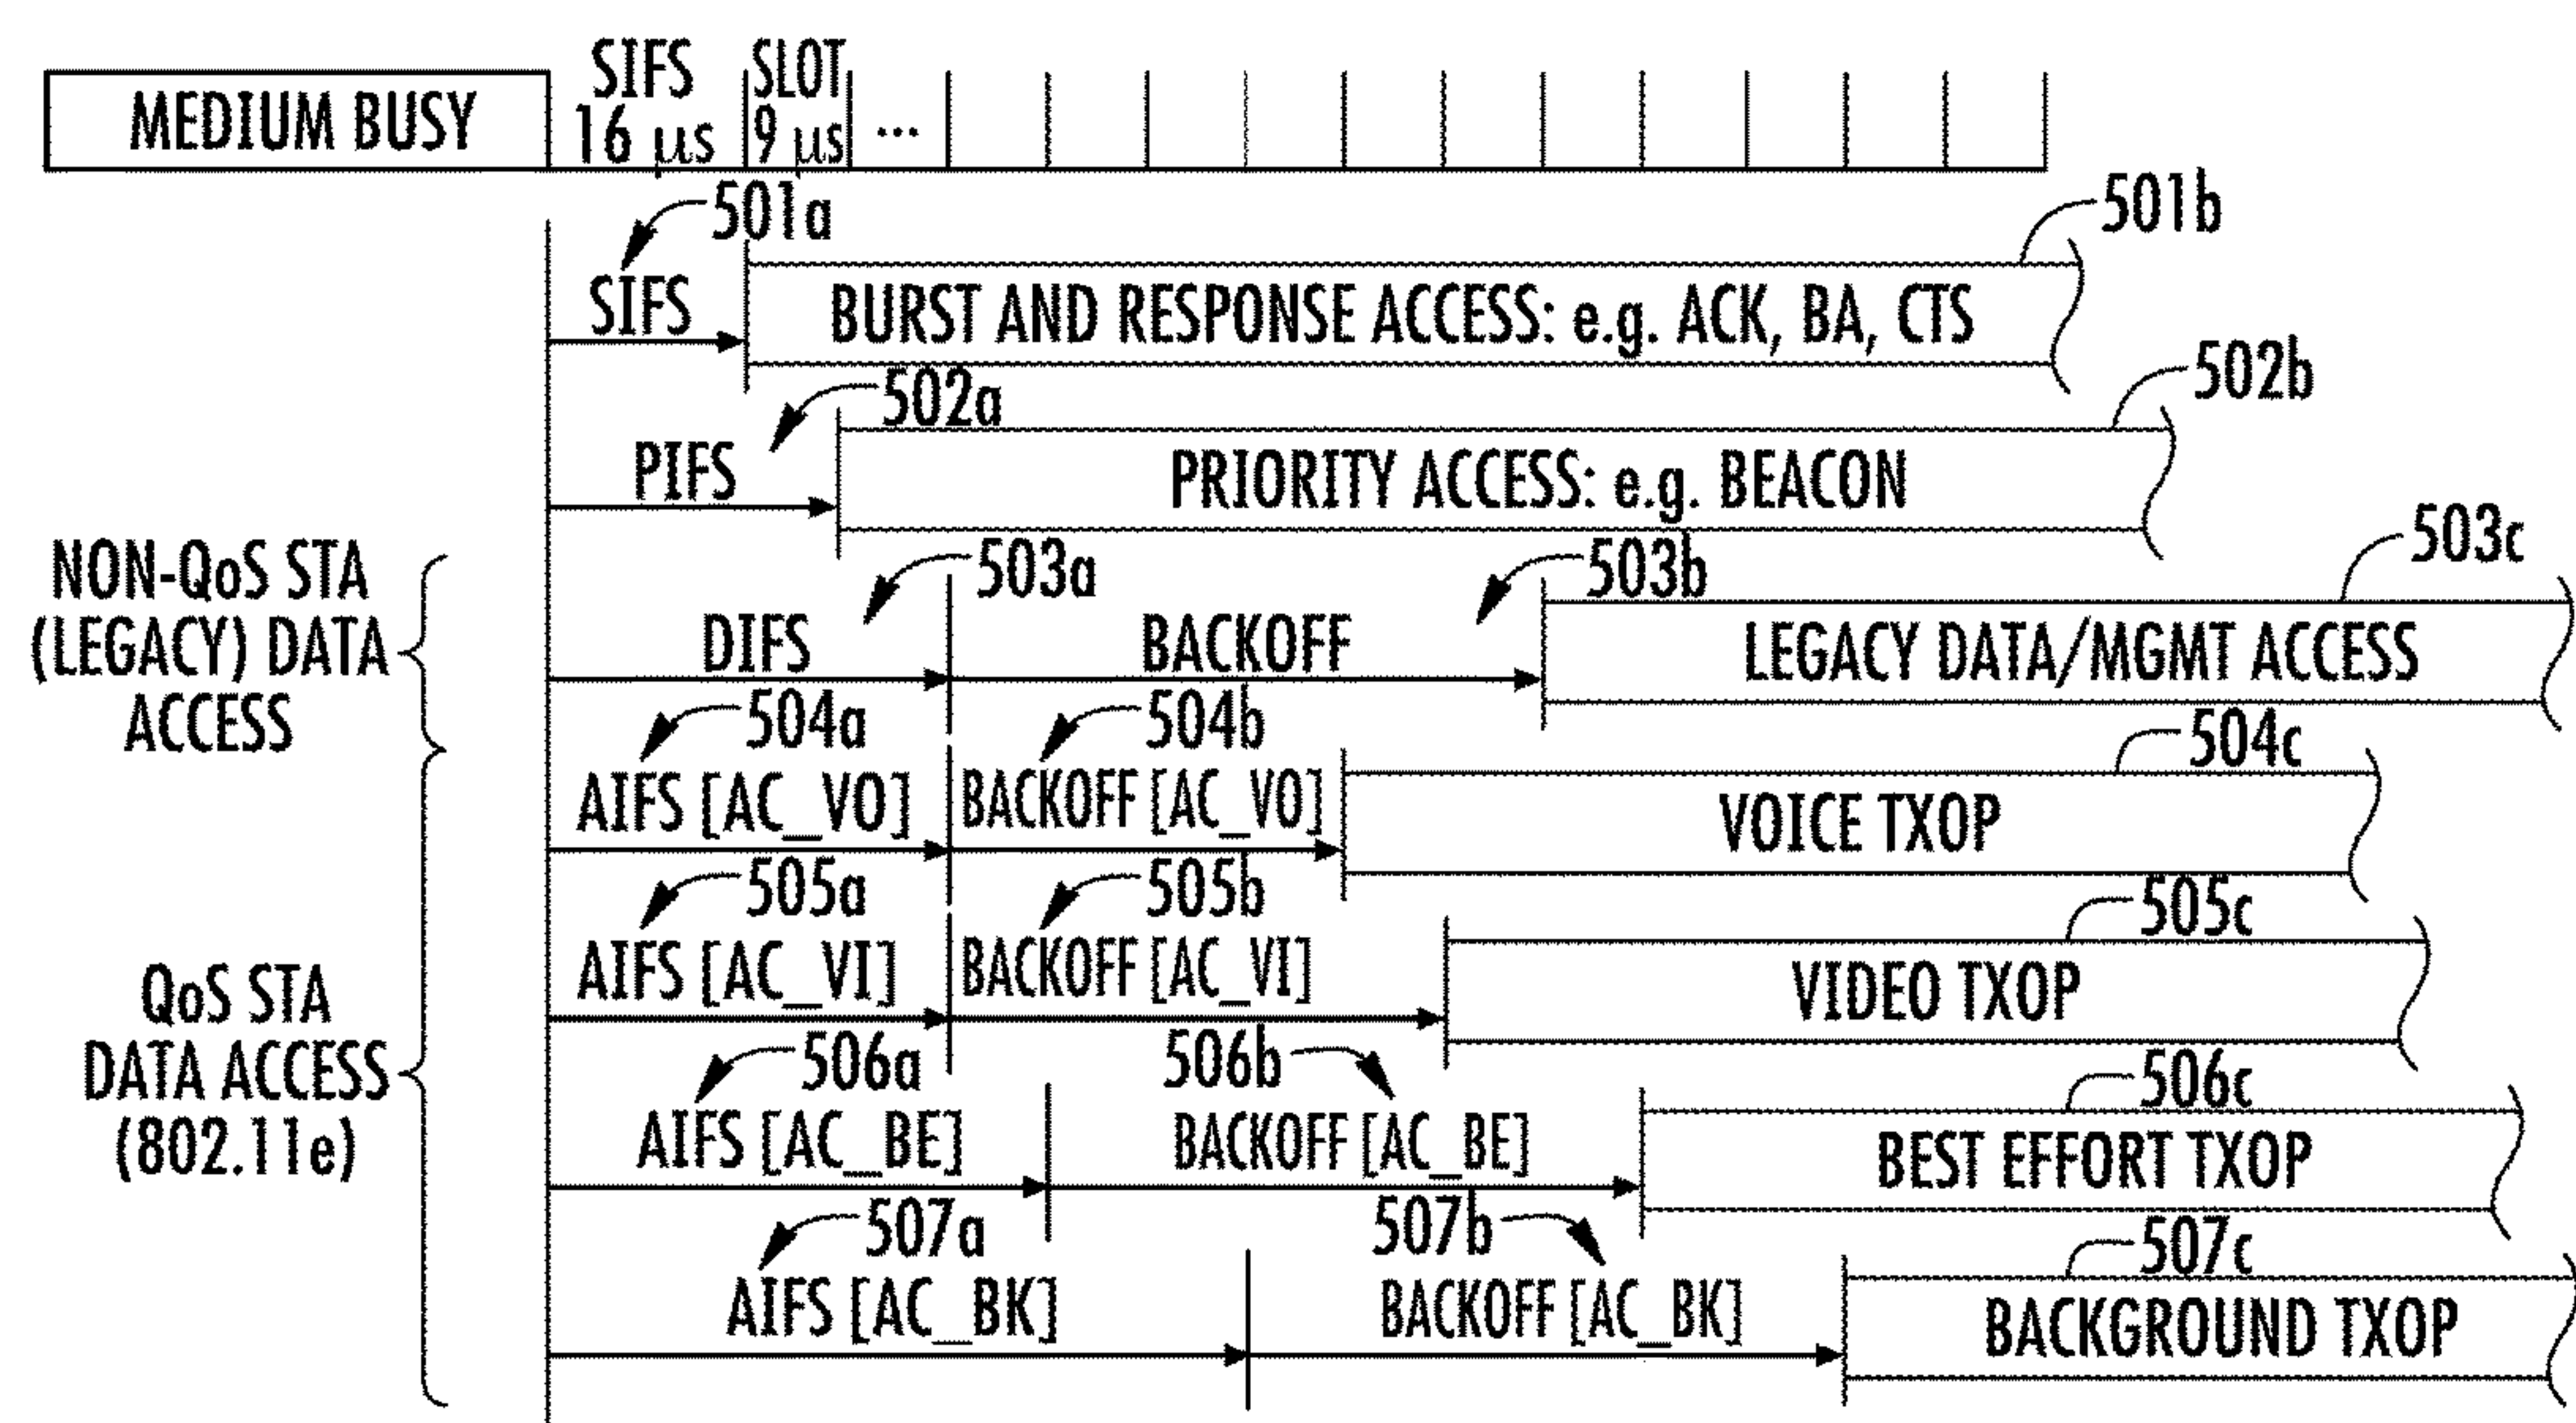 MEDIUM BUSY
SIFS
16 μs
SLOT
9 μs
...
501a
501b
SIFS
BURST AND RESPONSE ACCESS: e.g. ACK, BA, CTS
502a
502b
PIFS
PRIORITY ACCESS: e.g. BEACON
NON-QoS STA
(LEGACY) DATA
ACCESS
503a
503b
503c
DIFS
BACKOFF
LEGACY DATA/MGMT ACCESS
504a
504b
504c
AIFS [AC_VO]
BACKOFF [AC_VO]
VOICE TXOP
505a
505b
505c
AIFS [AC_VI]
BACKOFF [AC_VI]
VIDEO TXOP
QoS STA
DATA ACCESS
(802.11e)
506a
506b
506c
AIFS [AC_BE]
BACKOFF [AC_BE]
BEST EFFORT TXOP
507a
507b
507c
AIFS [AC_BK]
BACKOFF [AC_BK]
BACKGROUND TXOP